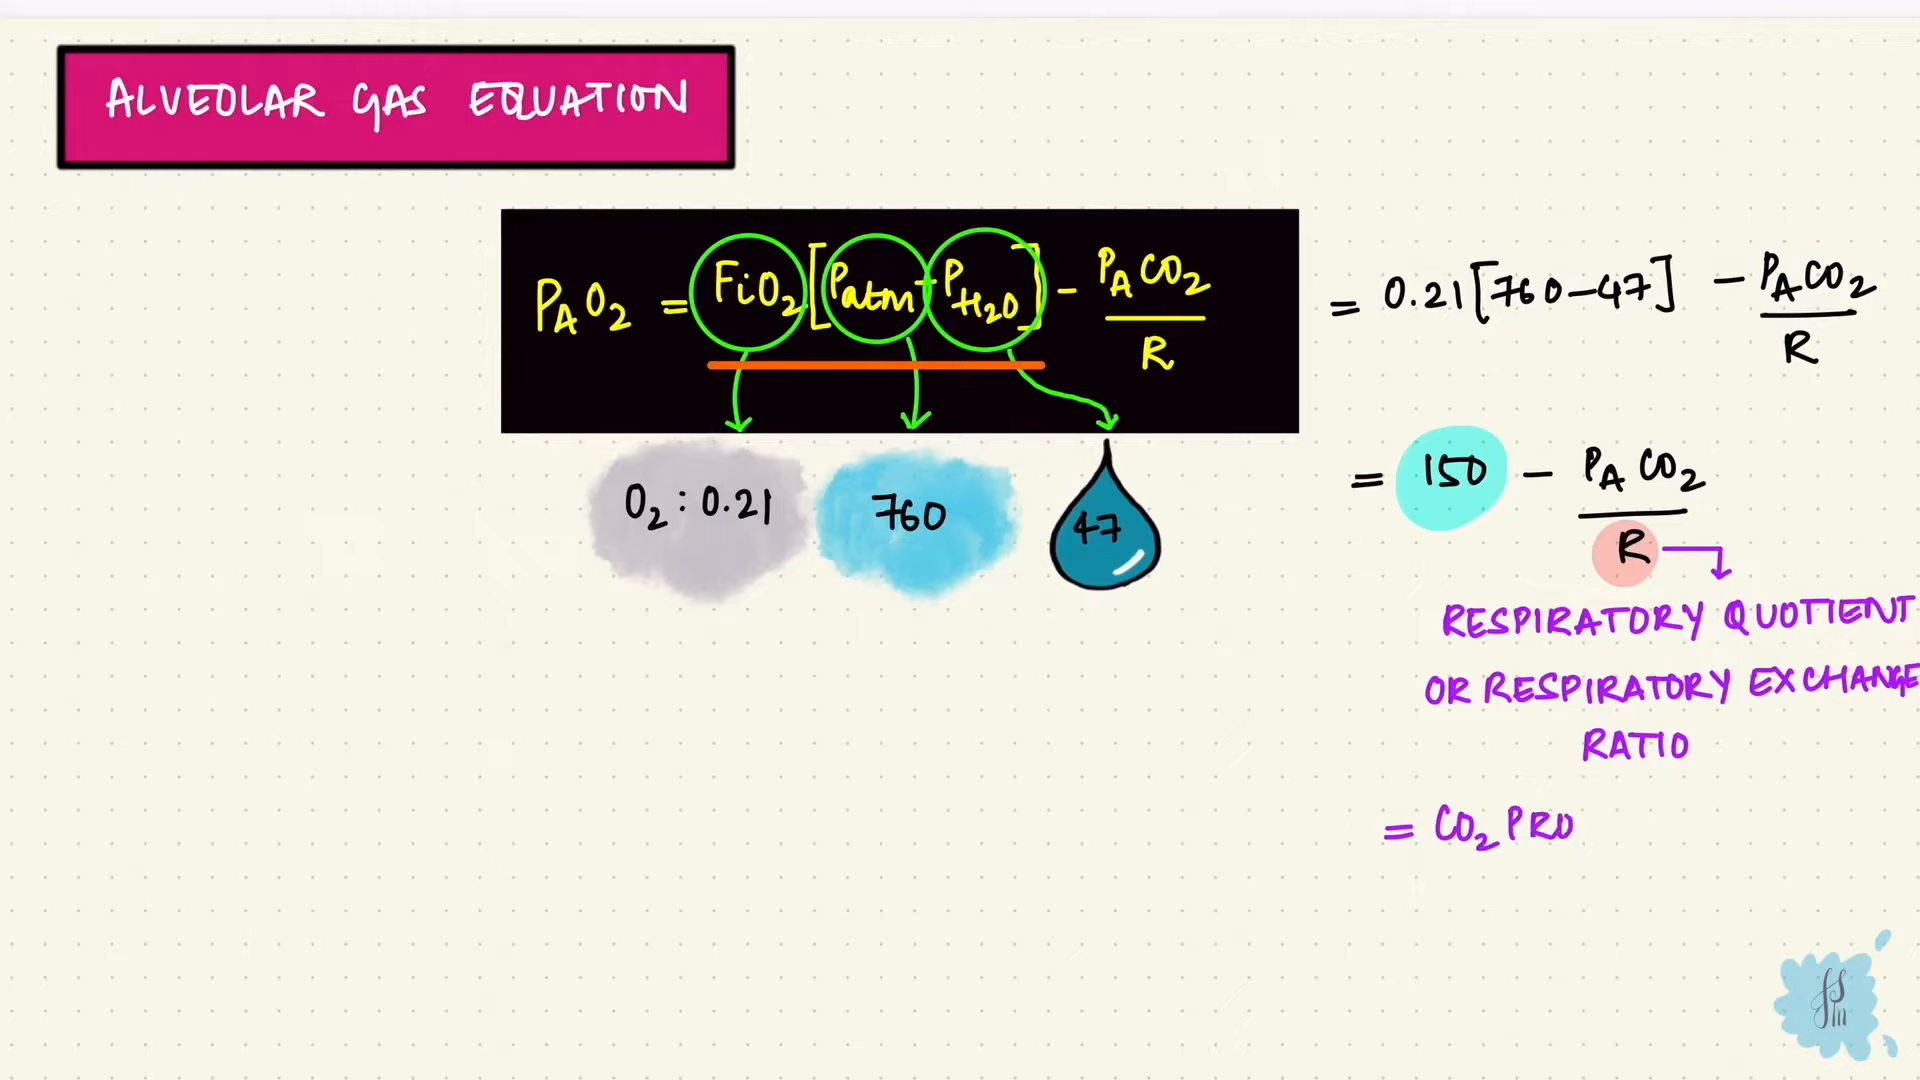 ALVEOLAR GAS EQUATION
PAO2 = FiO2 [Patm - PH2O] - PACO2 / R
= 0.21 [760 - 47] - PACO2 / R
O2 : 0.21
760
47
= 150 - PACO2 / R
RESPIRATORY QUOTIENT
OR RESPIRATORY EXCHANGE
RATIO
= CO2 PRO